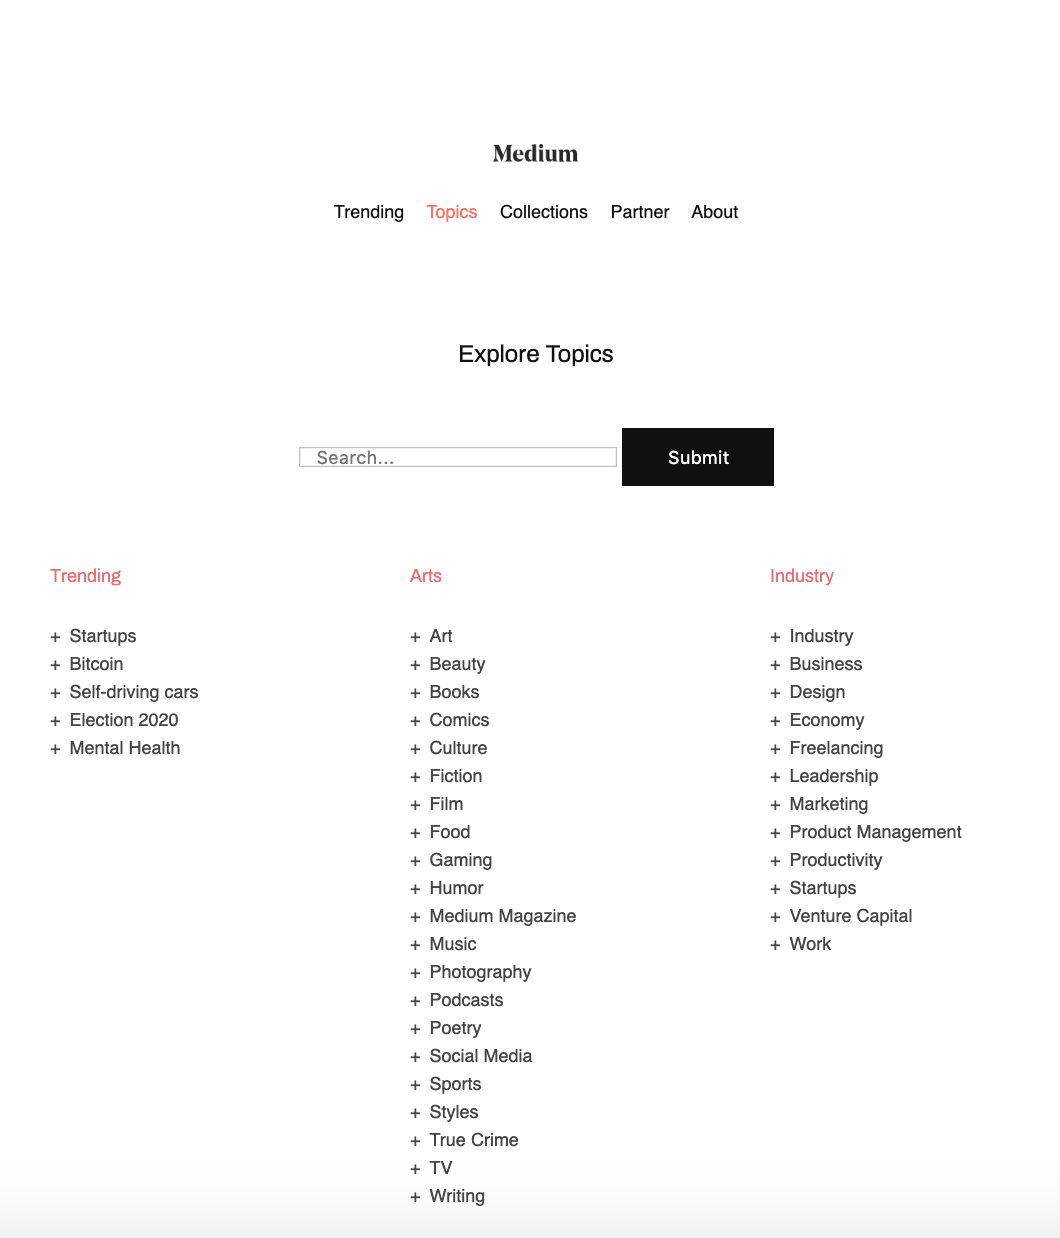 Medium
Trending Topics Collections Partner About
Explore Topics
Search... Submit
Trending
+ Startups
+ Bitcoin
+ Self-driving cars
+ Election 2020
+ Mental Health
Arts
+ Art
+ Beauty
+ Books
+ Comics
+ Culture
+ Fiction
+ Film
+ Food
+ Gaming
+ Humor
+ Medium Magazine
+ Music
+ Photography
+ Podcasts
+ Poetry
+ Social Media
+ Sports
+ Styles
+ True Crime
+ TV
+ Writing
Industry
+ Industry
+ Business
+ Design
+ Economy
+ Freelancing
+ Leadership
+ Marketing
+ Product Management
+ Productivity
+ Startups
+ Venture Capital
+ Work